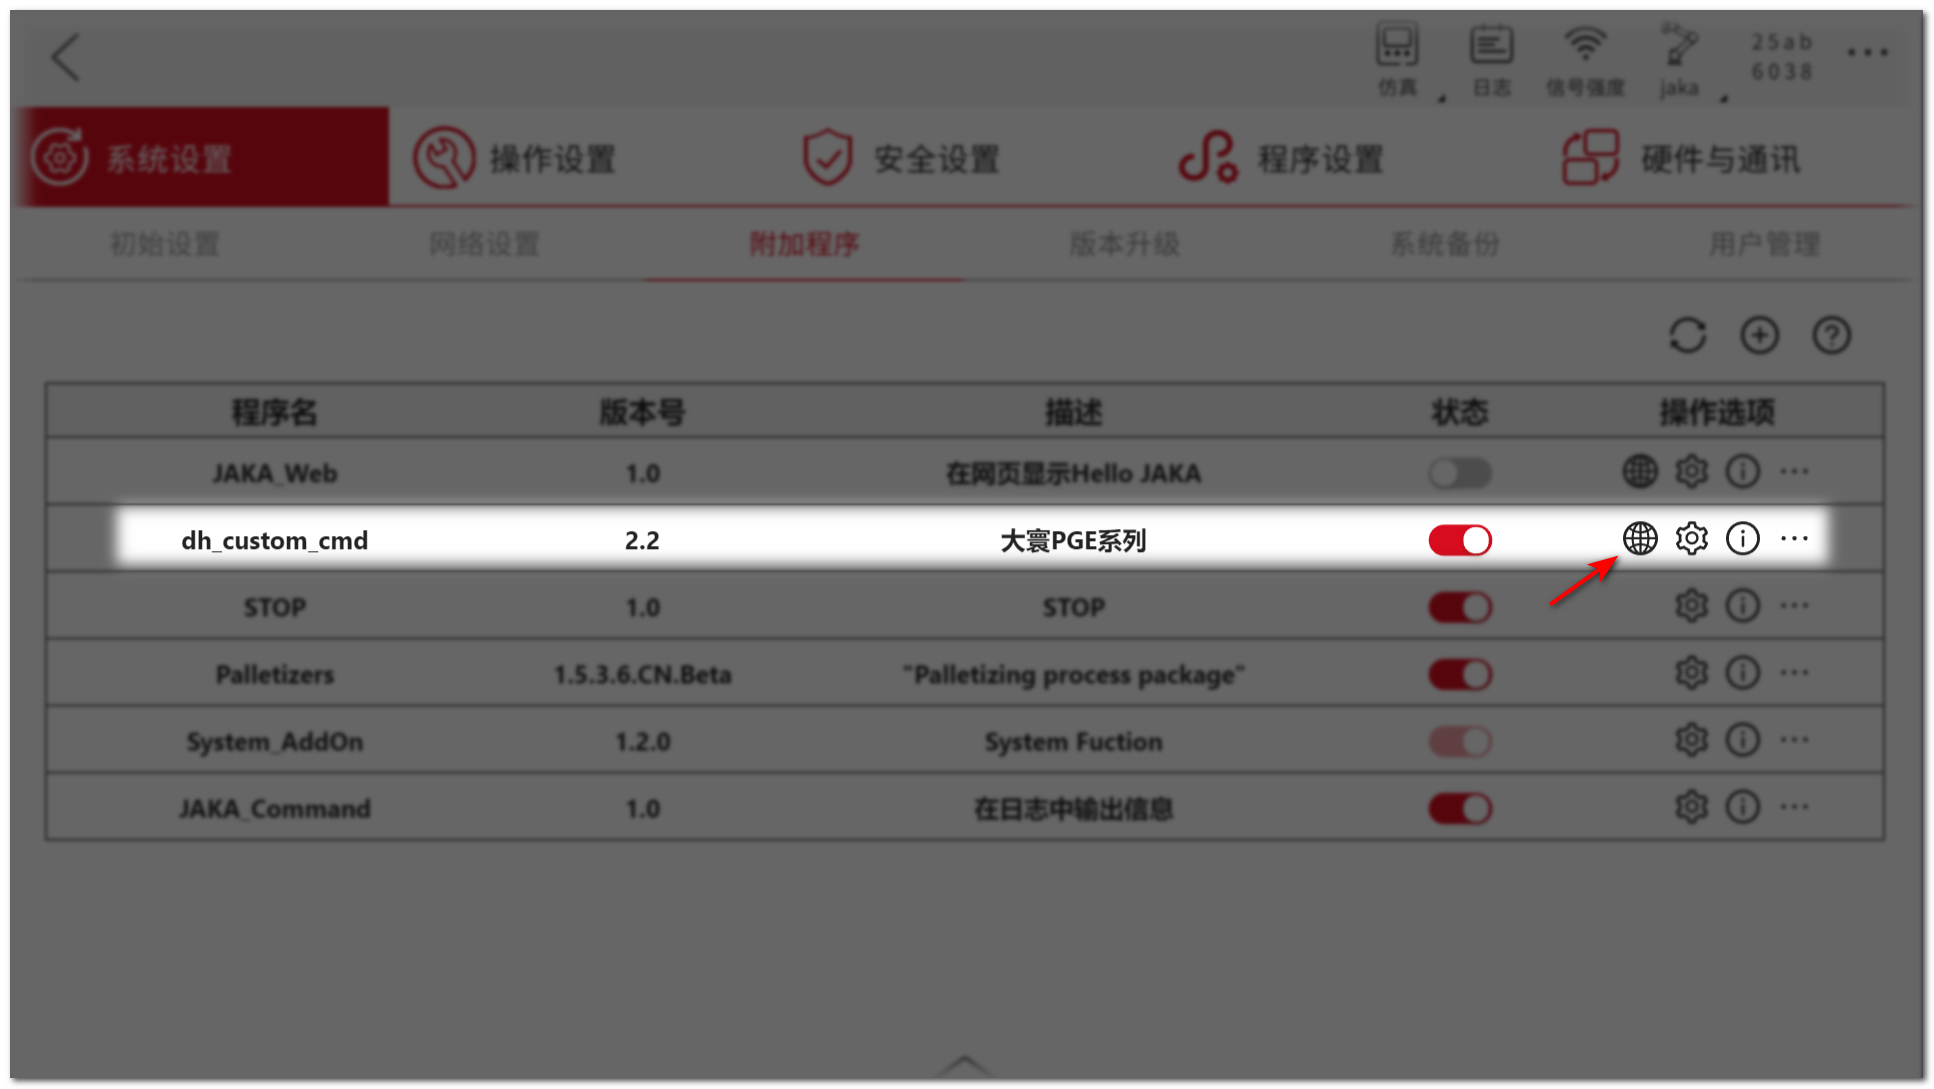 仿真 日志 信号强度 jaka 25ab
6038
系统设置 操作设置 安全设置 程序设置 硬件与通讯
初始设置 网络设置 附加程序 版本升级 系统备份 用户管理
程序名 版本号 描述 状态 操作选项
JAKA_Web 1.0 在网页显示Hello JAKA
dh_custom_cmd 2.2 大寰PGE系列
STOP 1.0 STOP
Palletizers 1.5.3.6.CN.Beta "Palletizing process package"
System_AddOn 1.2.0 System Fuction
JAKA_Command 1.0 在日志中输出信息